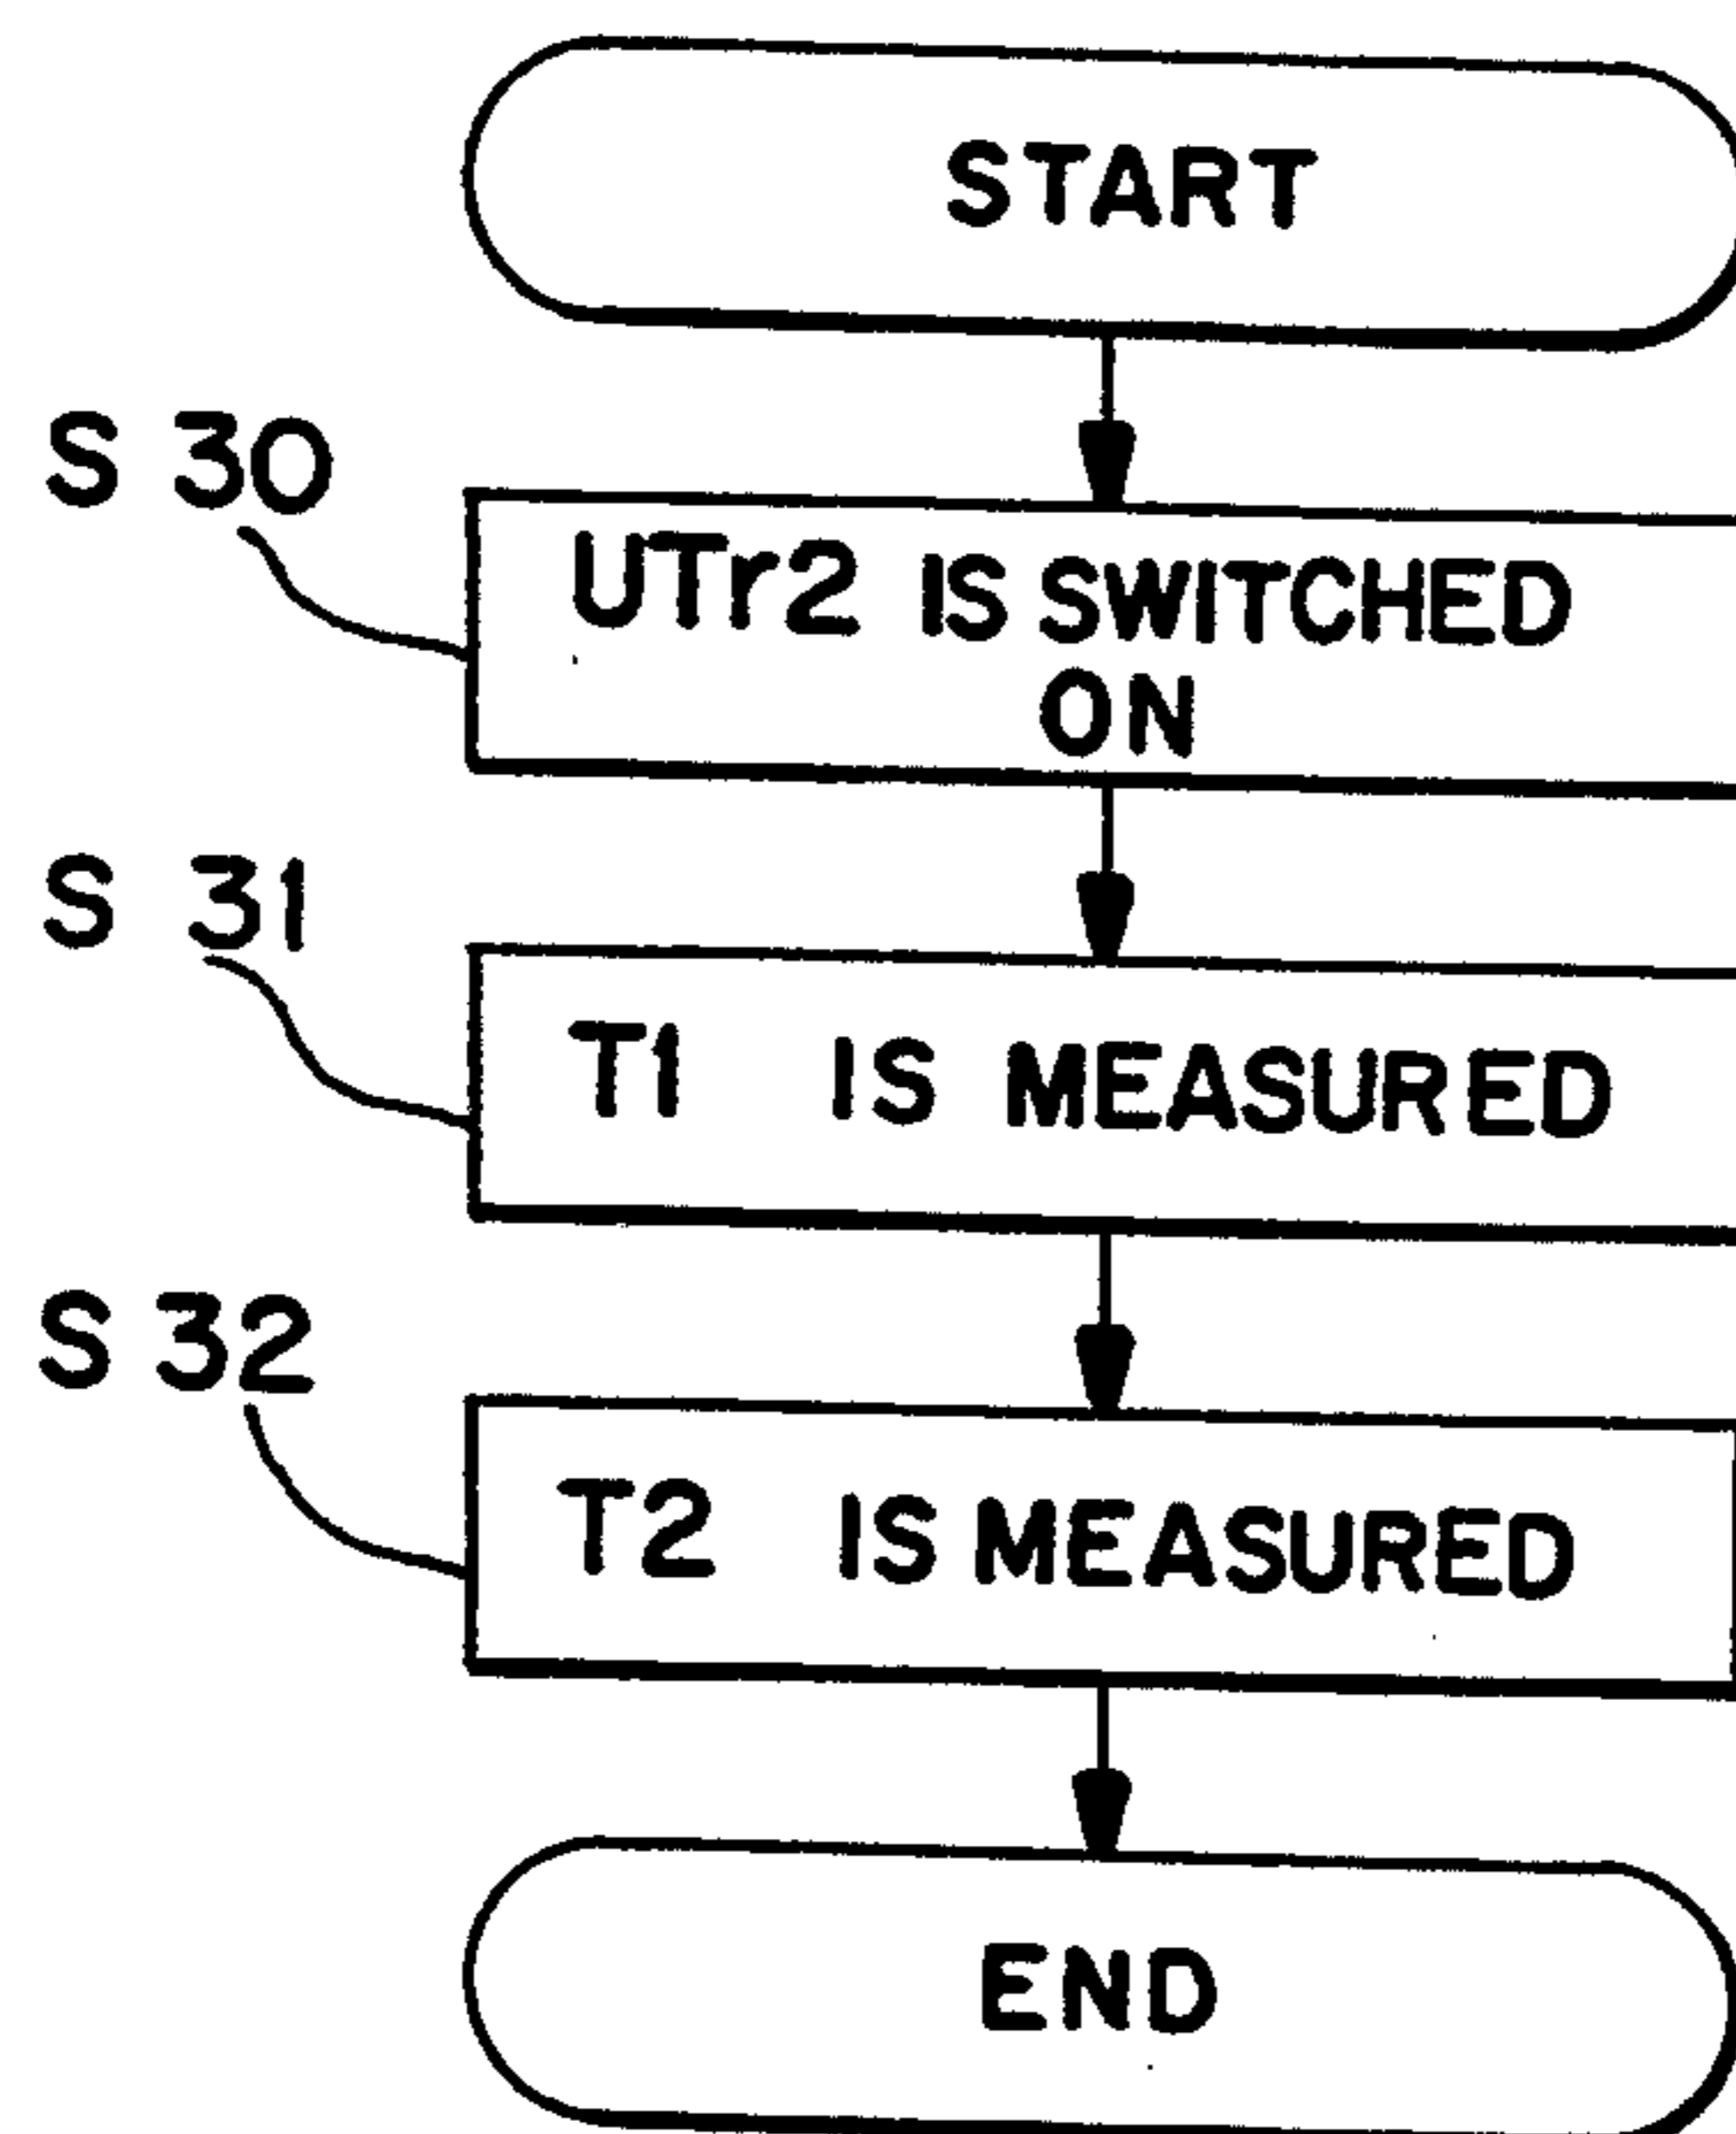 START
S 30
UTr2 IS SWITCHED
ON
S 31
T1 IS MEASURED
S 32
T2 IS MEASURED
END